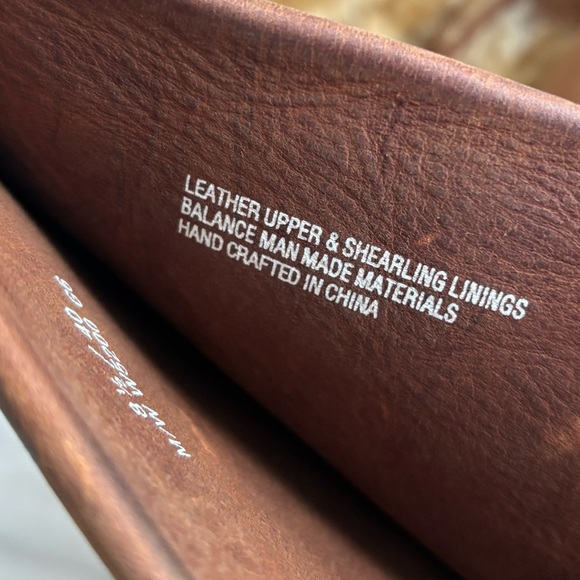 LEATHER UPPER & SHEARLING LININGS
BALANCE MAN MADE MATERIALS
HAND CRAFTED IN CHINA